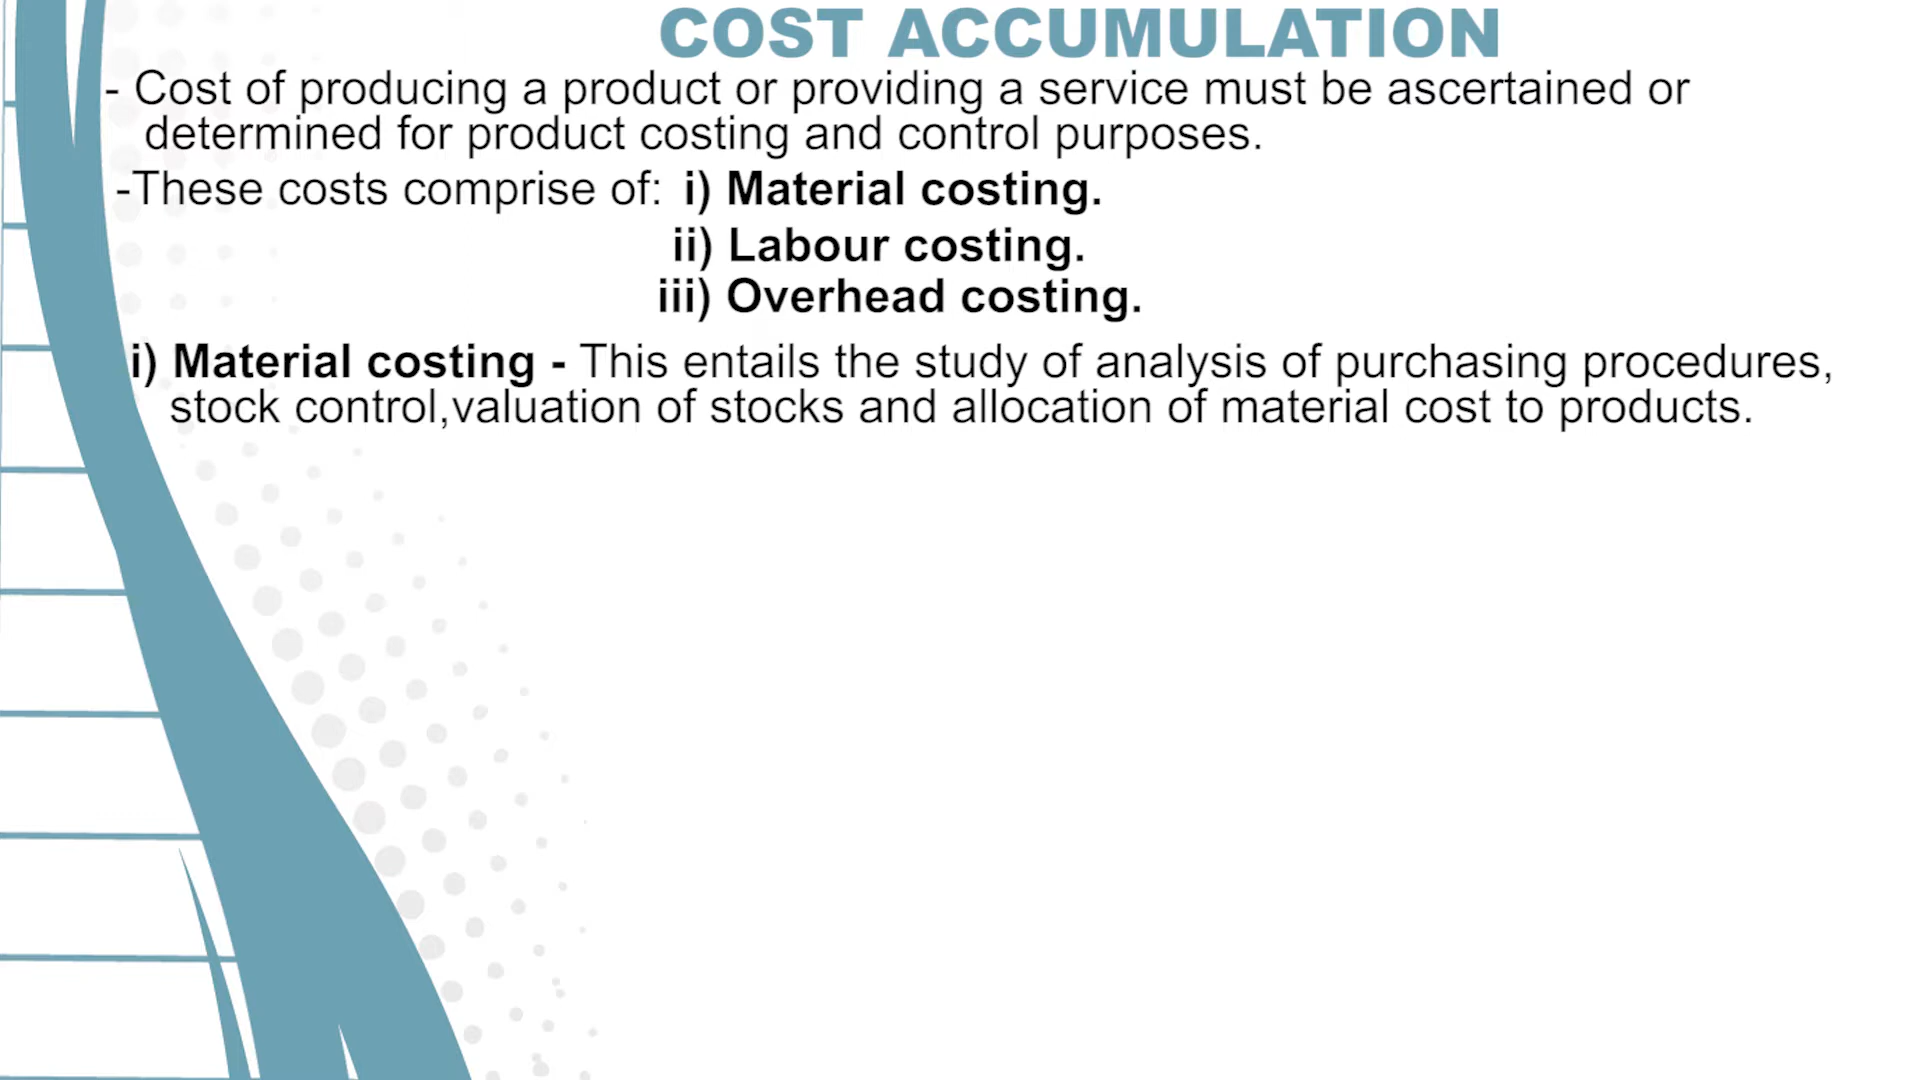 COST ACCUMULATION
- Cost of producing a product or providing a service must be ascertained or
determined for product costing and control purposes.
-These costs comprise of: i) Material costing.
ii) Labour costing.
iii) Overhead costing.
i) Material costing - This entails the study of analysis of purchasing procedures,
stock control,valuation of stocks and allocation of material cost to products.